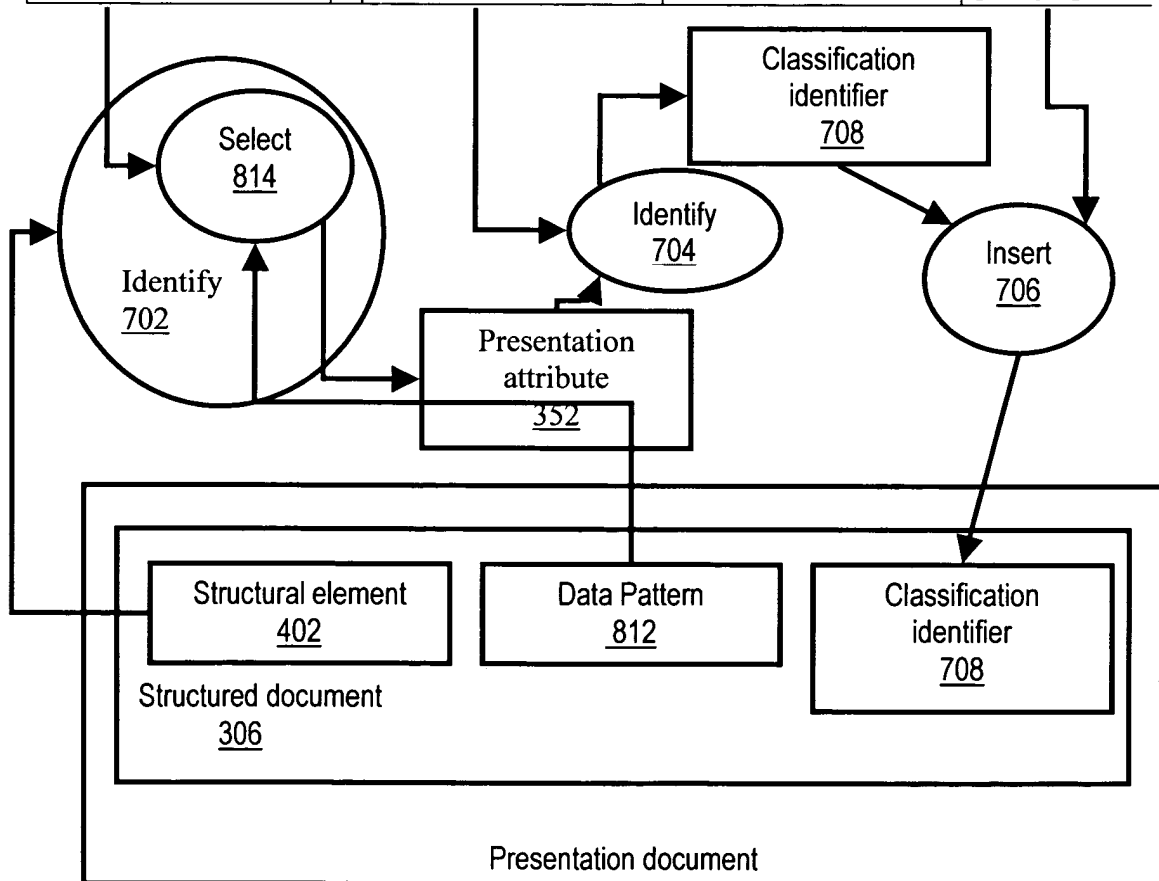 Classification
identifier
708
Select
814
Identify
704
Insert
706
Identify
702
Presentation
attribute
352
Structural element
402
Data Pattern
812
Classification
identifier
708
Structured document
306
Presentation document